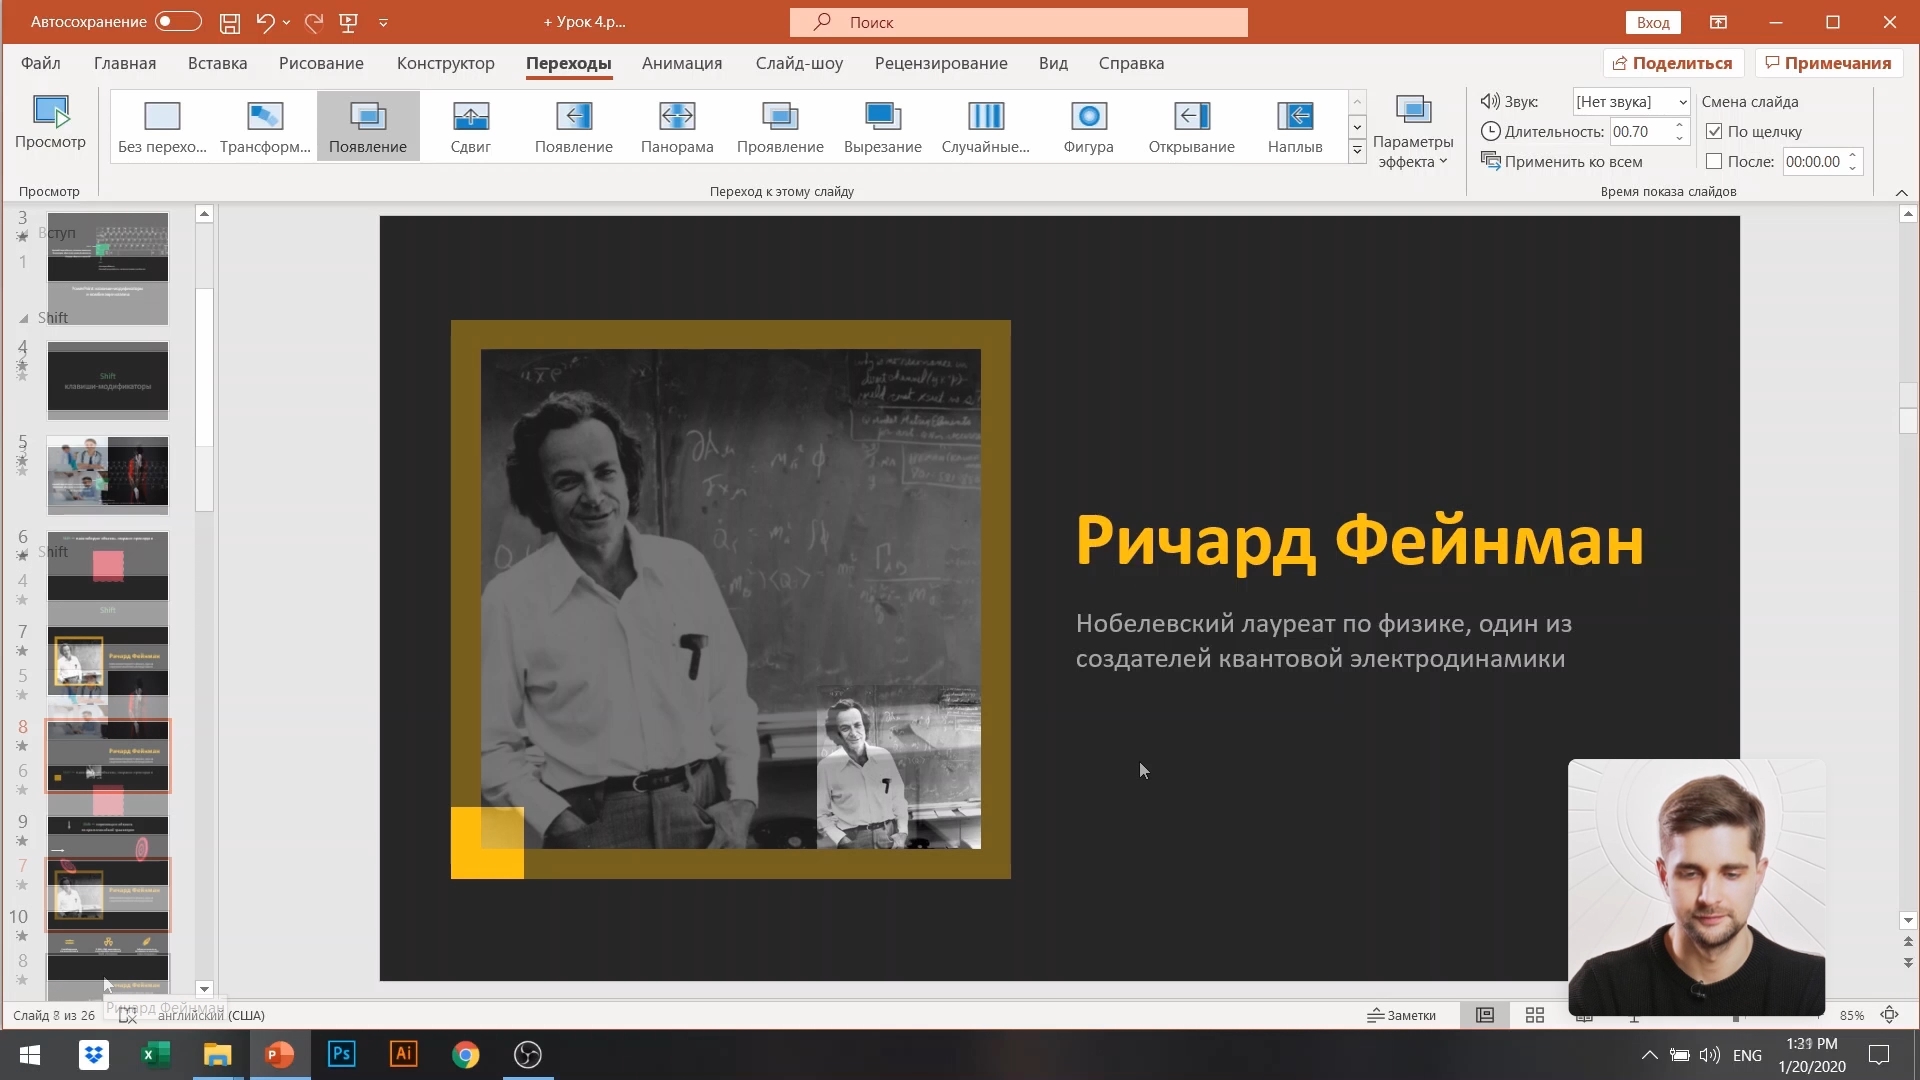 Автосохранение
+ Урок 4.p...
Поиск
Вход
Файл
Главная
Вставка
Рисование
Конструктор
Переходы
Анимация
Слайд-шоу
Рецензирование
Вид
Справка
Поделиться
Примечания
Просмотр
Без перехо...
Трансформ...
Появление
Сдвиг
Появление
Панорама
Проявление
Вырезание
Случайные...
Фигура
Открывание
Наплыв
Параметры
эффекта
Звук:
[Нет звука]
Длительность:
00.70
Применить ко всем
Смена слайда
По щелчку
После:
00:00.00
Просмотр
Переход к этому слайду
Время показа слайдов
3
Вступ
1
Shift
4
Shift
клавиши-модификаторы
5
6
Shift
4
Shift
7
Ричард Фейнман
5
8
Ричард Фейнман
6
9
7
Ричард Фейнман
10
8
Ричард Фейнман
Ричард Фейнман
Нобелевский лауреат по физике, один из
создателей квантовой электродинамики
Слайд 8 из 26
английский (США)
Заметки
85%
Ps
Ai
ENG
PM
1/20/2020